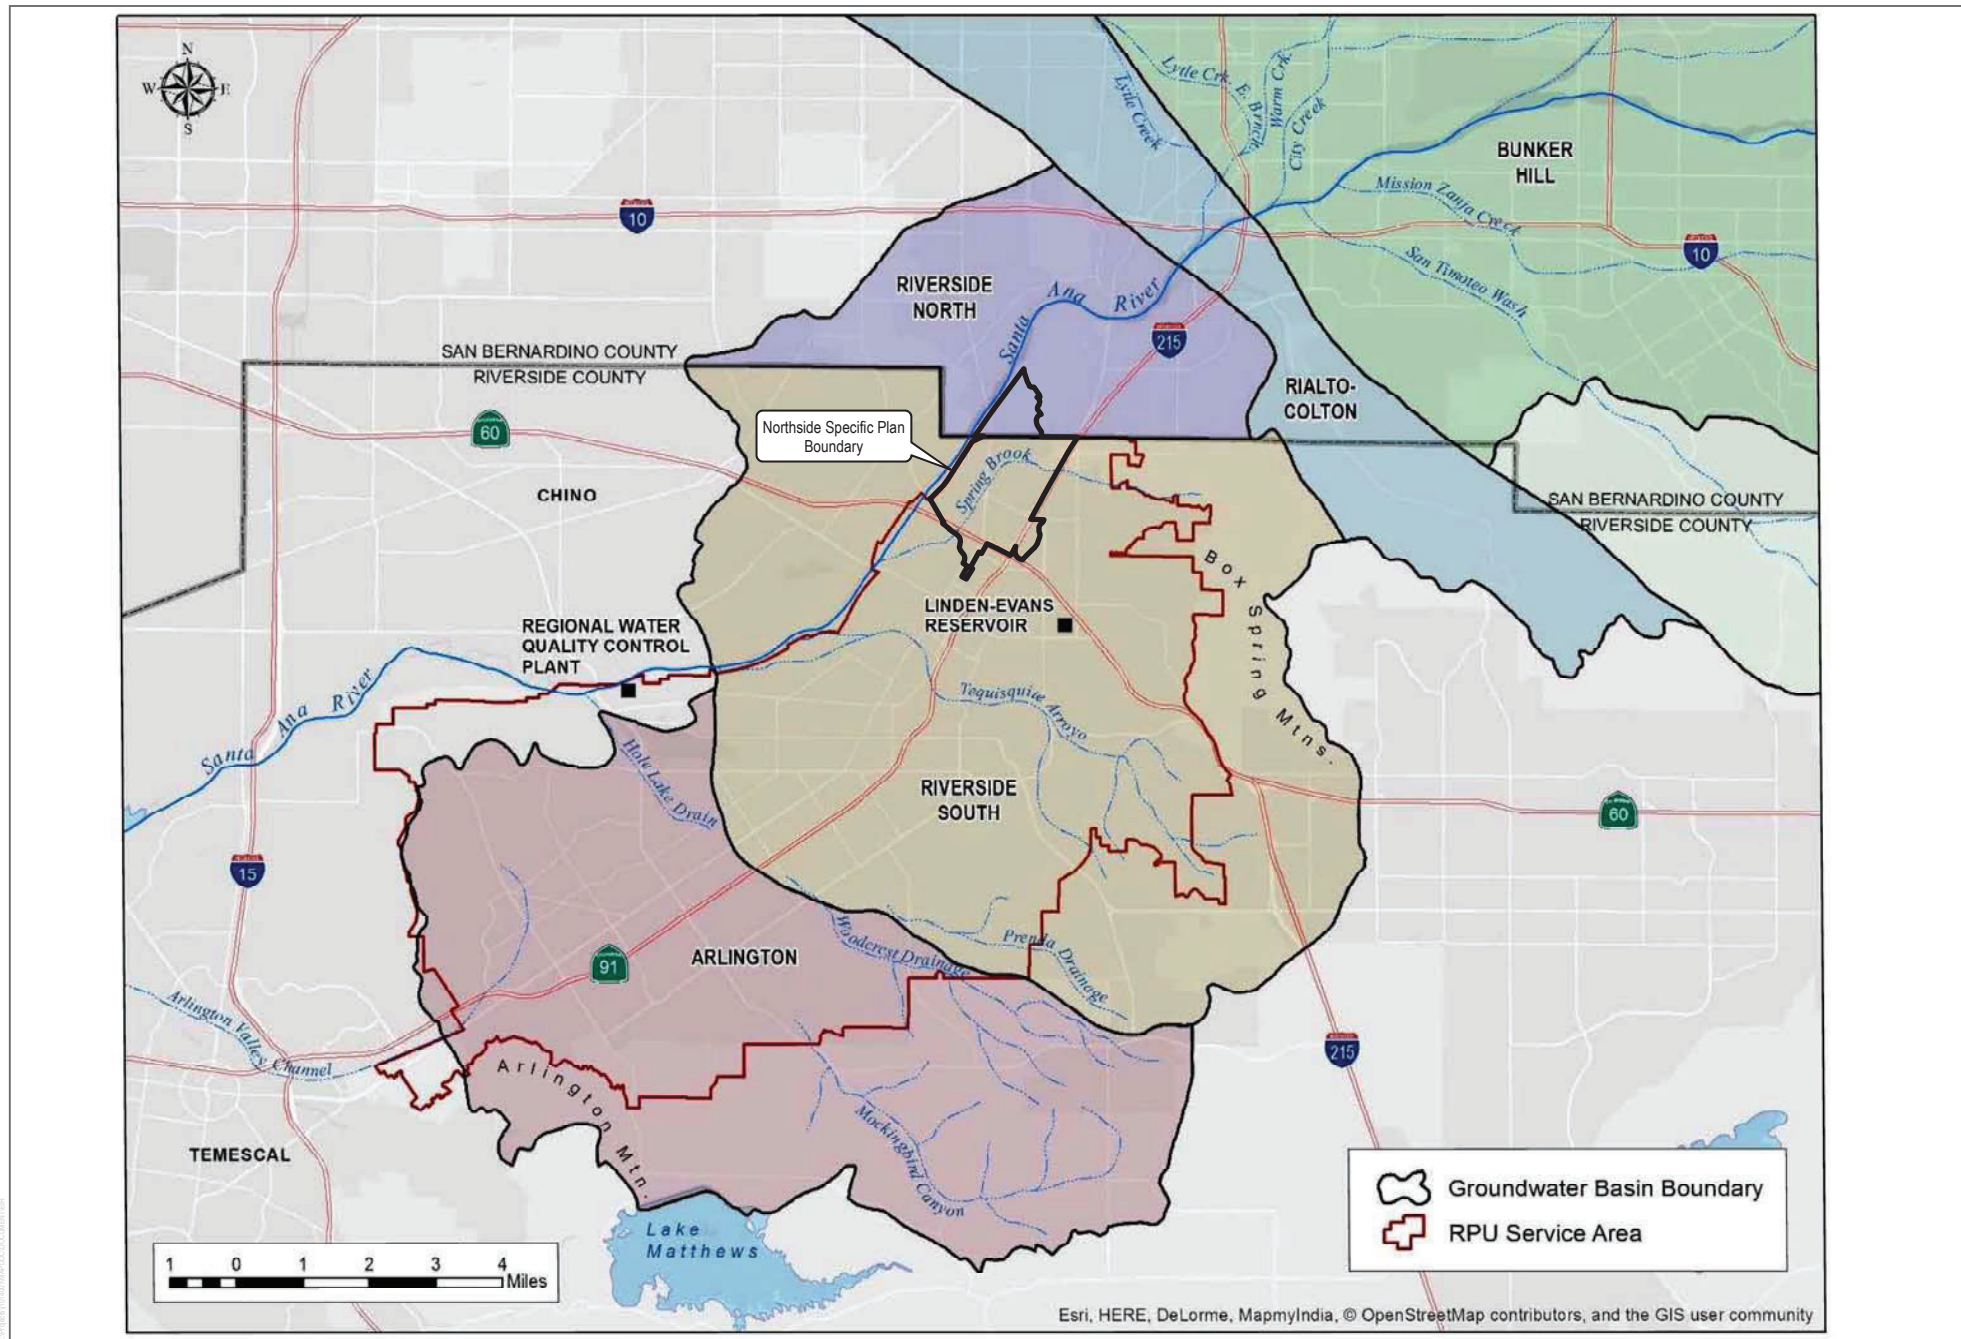 N
W E
S
Lytle Creek
Lytle Crk. E. Branch
Warm Crk.
City Creek
BUNKER
HILL
Mission Zanja Creek
San Timoteo Wash
10
10
RIVERSIDE
NORTH
Santa Ana River
215
SAN BERNARDINO COUNTY
RIVERSIDE COUNTY
RIALTO-
COLTON
60
Northside Specific Plan
Boundary
Spring Brook
CHINO
SAN BERNARDINO COUNTY
RIVERSIDE COUNTY
Box Spring Mtns.
LINDEN-EVANS
RESERVOIR
REGIONAL WATER
QUALITY CONTROL
PLANT
Santa Ana River
Tequisquite Arroyo
Hole Lake Drain
RIVERSIDE
SOUTH
60
15
91
ARLINGTON
Woodcrest Drainage
Prenda Drainage
Arlington Valley Channel
215
Arlington Mtn.
Mockingbird Canyon
TEMESCAL
Lake
Matthews
Groundwater Basin Boundary
RPU Service Area
1 0 1 2 3 4
Miles
Esri, HERE, DeLorme, MapmyIndia, © OpenStreetMap contributors, and the GIS user community